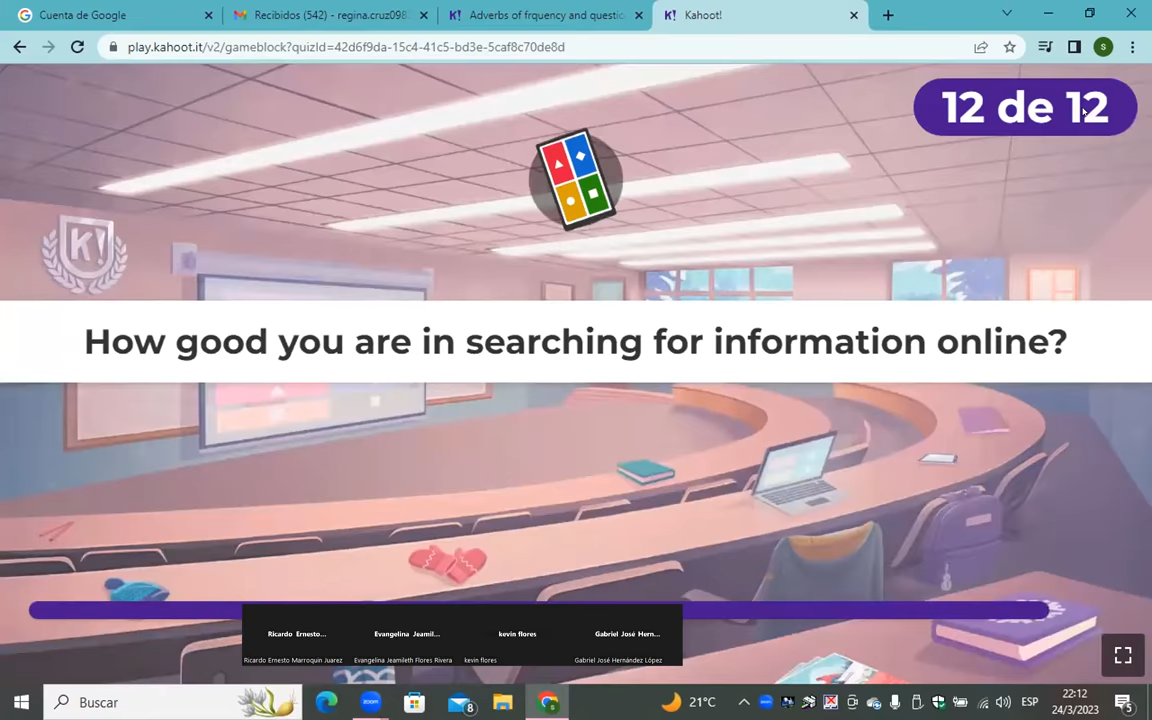 Cuenta de Google
Recibidos (542) - regina.cruz098
Adverbs of frquency and questio
Kahoot!
play.kahoot.it/v2/gameblock?quizId=42d6f9da-15c4-41c5-bd3e-5caf8c70de8d
S
12 de 12
K!
How good you are in searching for information online?
Ricardo Ernesto... Evangelina Jeamil... kevin flores Gabriel José Hern...
Ricardo Ernesto Marroquin Juarez Evangelina Jeamileth Flores Rivera kevin flores Gabriel José Hernández López
Buscar
zoom
8
21°C
ESP
22:12
24/3/2023
5